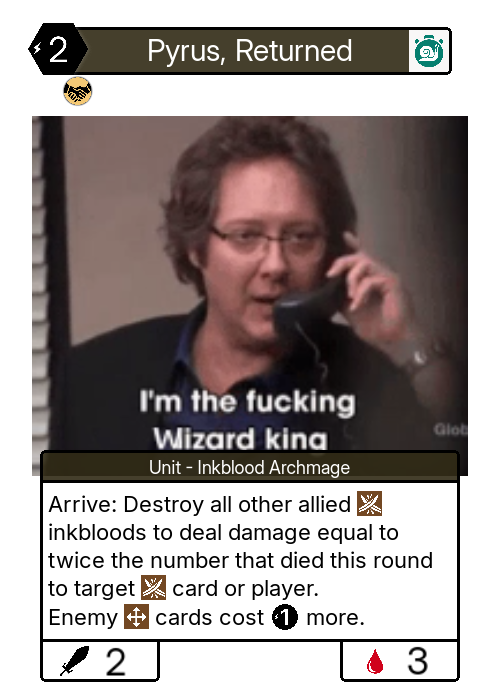 2
Pyrus, Returned
I'm the fucking
Wizard king
Glob
Unit - Inkblood Archmage
Arrive: Destroy all other allied
inkbloods to deal damage equal to
twice the number that died this round
to target card or player.
Enemy cards cost 1 more.
2
3